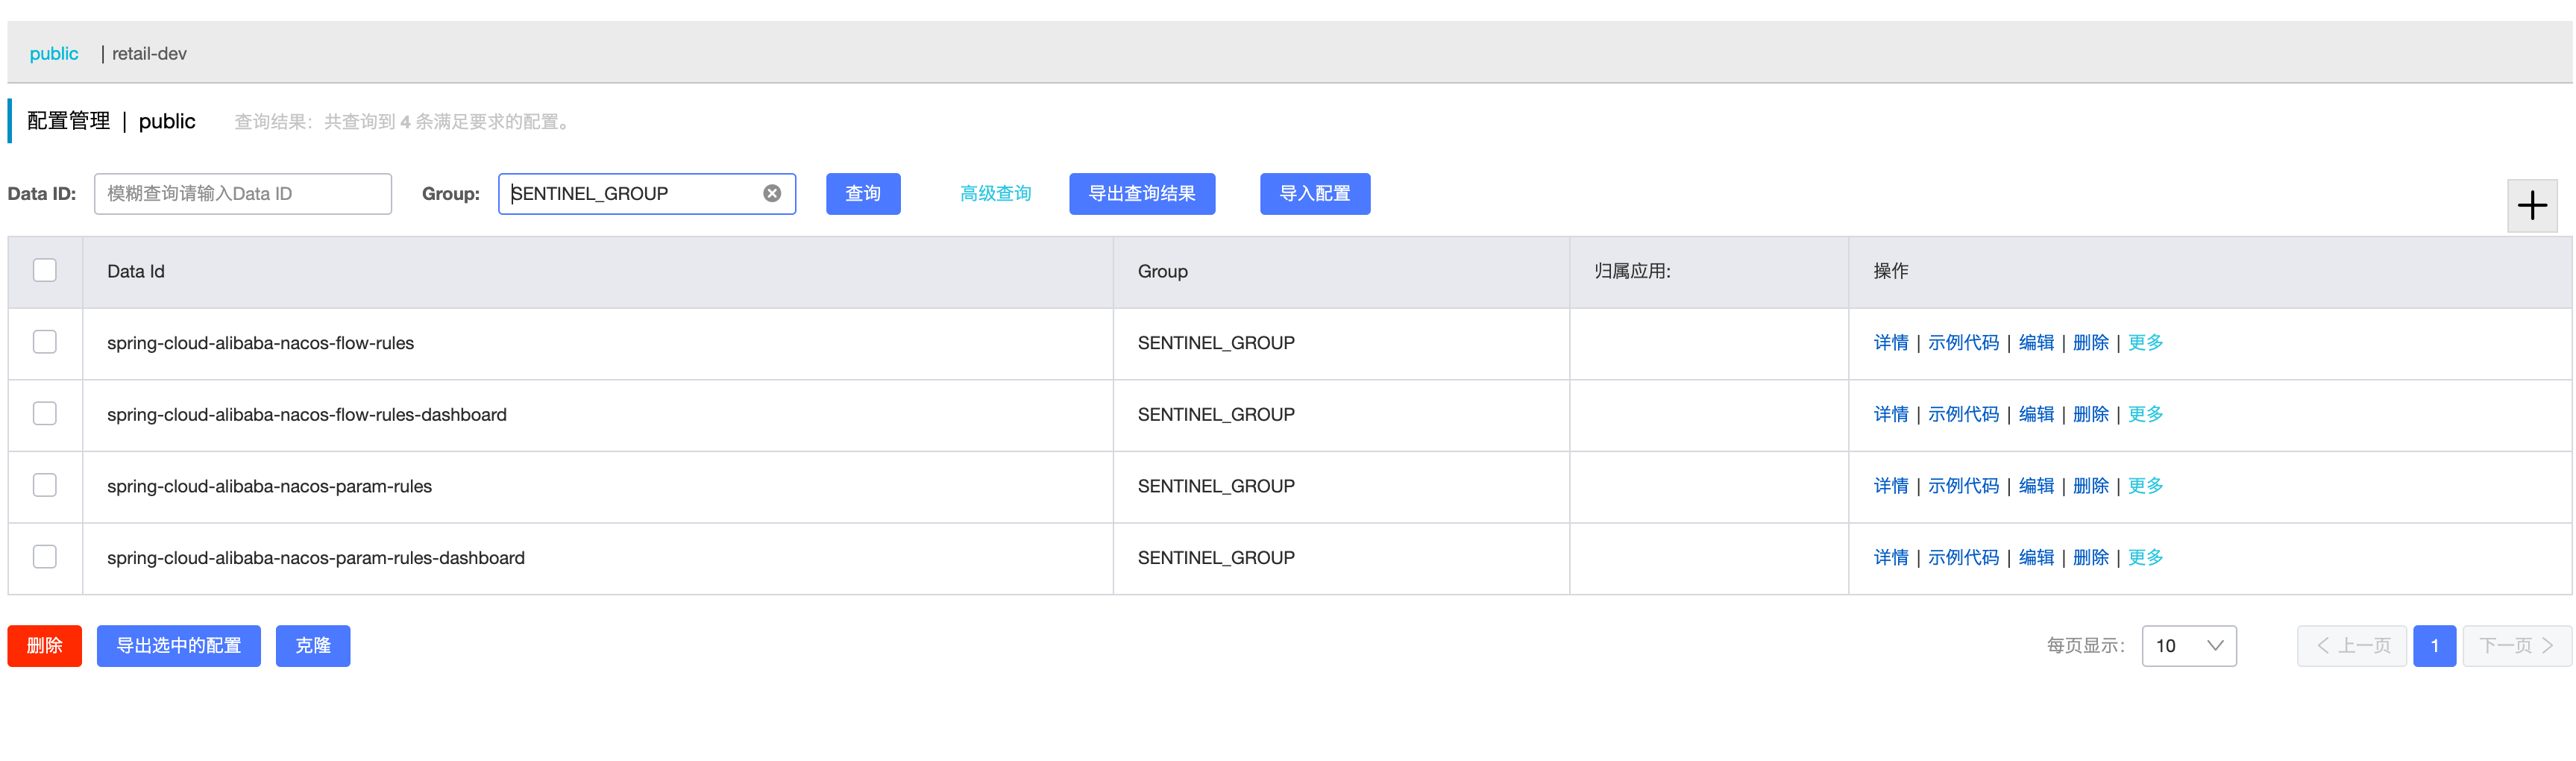 public | retail-dev
配置管理 | public 查询结果：共查询到 4 条满足要求的配置。
Data ID: 模糊查询请输入Data ID Group: SENTINEL_GROUP 查询 高级查询 导出查询结果 导入配置
Data Id Group 归属应用: 操作
spring-cloud-alibaba-nacos-flow-rules SENTINEL_GROUP 详情 | 示例代码 | 编辑 | 删除 | 更多
spring-cloud-alibaba-nacos-flow-rules-dashboard SENTINEL_GROUP 详情 | 示例代码 | 编辑 | 删除 | 更多
spring-cloud-alibaba-nacos-param-rules SENTINEL_GROUP 详情 | 示例代码 | 编辑 | 删除 | 更多
spring-cloud-alibaba-nacos-param-rules-dashboard SENTINEL_GROUP 详情 | 示例代码 | 编辑 | 删除 | 更多
删除 导出选中的配置 克隆 每页显示： 10 上一页 1 下一页